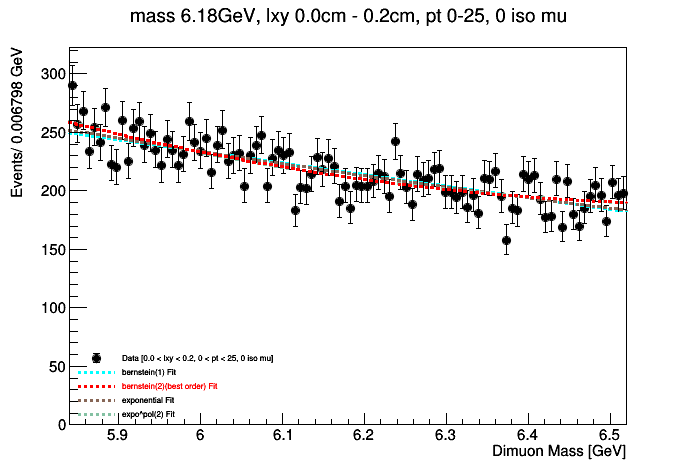 mass 6.18GeV, lxy 0.0cm - 0.2cm, pt 0-25, 0 iso mu
Events/ 0.006798 GeV
300
250
200
150
100
50
0
Data [0.0 < lxy < 0.2, 0 < pt < 25, 0 iso mu]
bernstein(1) Fit
bernstein(2)(best order) Fit
exponential Fit
expo*pol(2) Fit
5.9 6 6.1 6.2 6.3 6.4 6.5
Dimuon Mass [GeV]